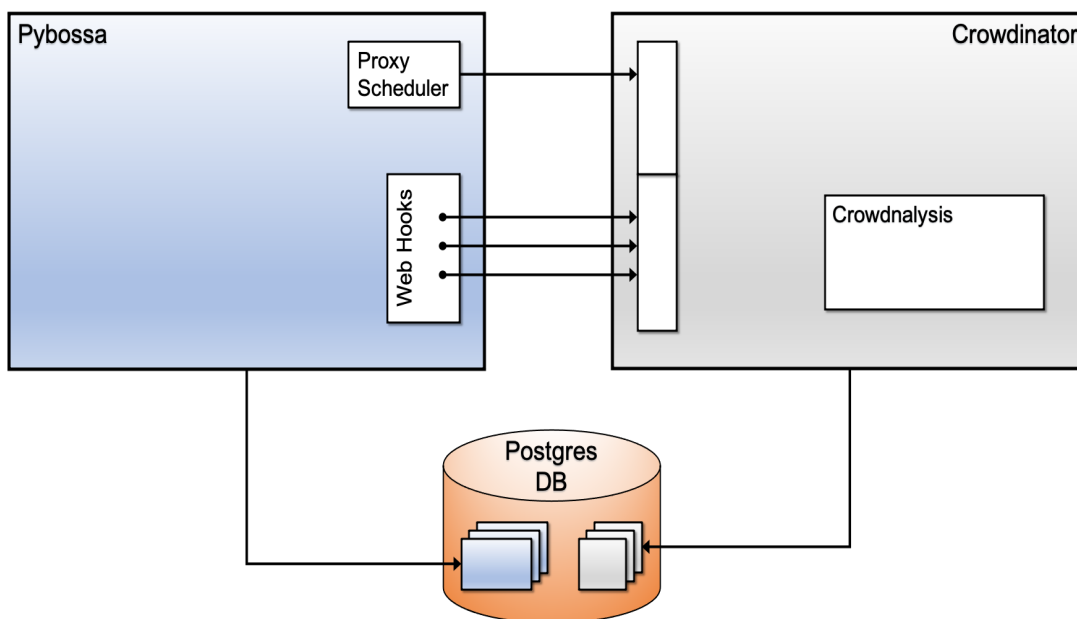 Pybossa
Crowdinator
Proxy
Scheduler
Web Hooks
Crowdnalysis
Postgres
DB